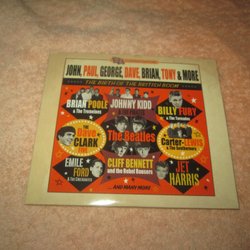 JOHN, PAUL, GEORGE, DAVE, BRIAN, TONY & MORE
THE BIRTH OF THE BRITISH BOOM
BRIAN POOLE
& The Tremeloes
JOHNNY KIDD
BILLY FURY
& The Tornados
The Dave
CLARK
FIVE
The Beatles
Carter-LEWIS
& The Southerners
EMILE
FORD
& The Checkmates
CLIFF BENNETT
and the Rebel Rousers
JET
HARRIS
...AND MANY MORE